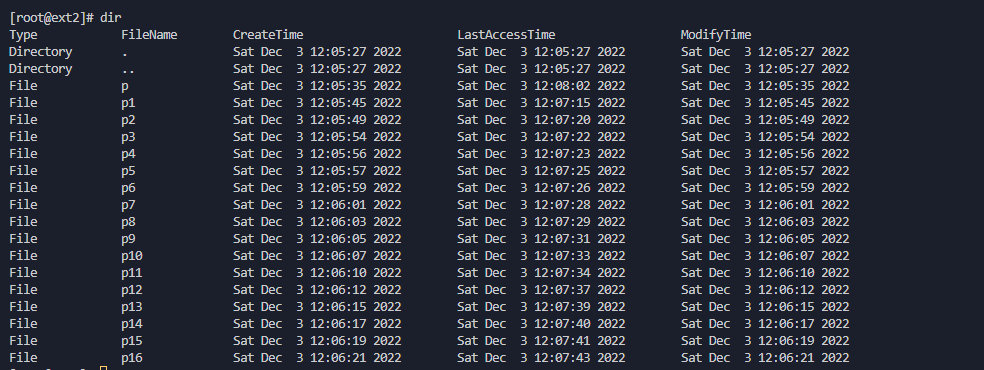 [root@ext2]# dir
Type FileName CreateTime LastAccessTime ModifyTime
Directory . Sat Dec  3 12:05:27 2022 Sat Dec  3 12:05:27 2022 Sat Dec  3 12:05:27 2022
Directory .. Sat Dec  3 12:05:27 2022 Sat Dec  3 12:05:27 2022 Sat Dec  3 12:05:27 2022
File p Sat Dec  3 12:05:35 2022 Sat Dec  3 12:08:02 2022 Sat Dec  3 12:05:35 2022
File p1 Sat Dec  3 12:05:45 2022 Sat Dec  3 12:07:15 2022 Sat Dec  3 12:05:45 2022
File p2 Sat Dec  3 12:05:49 2022 Sat Dec  3 12:07:20 2022 Sat Dec  3 12:05:49 2022
File p3 Sat Dec  3 12:05:54 2022 Sat Dec  3 12:07:22 2022 Sat Dec  3 12:05:54 2022
File p4 Sat Dec  3 12:05:56 2022 Sat Dec  3 12:07:23 2022 Sat Dec  3 12:05:56 2022
File p5 Sat Dec  3 12:05:57 2022 Sat Dec  3 12:07:25 2022 Sat Dec  3 12:05:57 2022
File p6 Sat Dec  3 12:05:59 2022 Sat Dec  3 12:07:26 2022 Sat Dec  3 12:05:59 2022
File p7 Sat Dec  3 12:06:01 2022 Sat Dec  3 12:07:28 2022 Sat Dec  3 12:06:01 2022
File p8 Sat Dec  3 12:06:03 2022 Sat Dec  3 12:07:29 2022 Sat Dec  3 12:06:03 2022
File p9 Sat Dec  3 12:06:05 2022 Sat Dec  3 12:07:31 2022 Sat Dec  3 12:06:05 2022
File p10 Sat Dec  3 12:06:07 2022 Sat Dec  3 12:07:33 2022 Sat Dec  3 12:06:07 2022
File p11 Sat Dec  3 12:06:10 2022 Sat Dec  3 12:07:34 2022 Sat Dec  3 12:06:10 2022
File p12 Sat Dec  3 12:06:12 2022 Sat Dec  3 12:07:37 2022 Sat Dec  3 12:06:12 2022
File p13 Sat Dec  3 12:06:15 2022 Sat Dec  3 12:07:39 2022 Sat Dec  3 12:06:15 2022
File p14 Sat Dec  3 12:06:17 2022 Sat Dec  3 12:07:40 2022 Sat Dec  3 12:06:17 2022
File p15 Sat Dec  3 12:06:19 2022 Sat Dec  3 12:07:41 2022 Sat Dec  3 12:06:19 2022
File p16 Sat Dec  3 12:06:21 2022 Sat Dec  3 12:07:43 2022 Sat Dec  3 12:06:21 2022